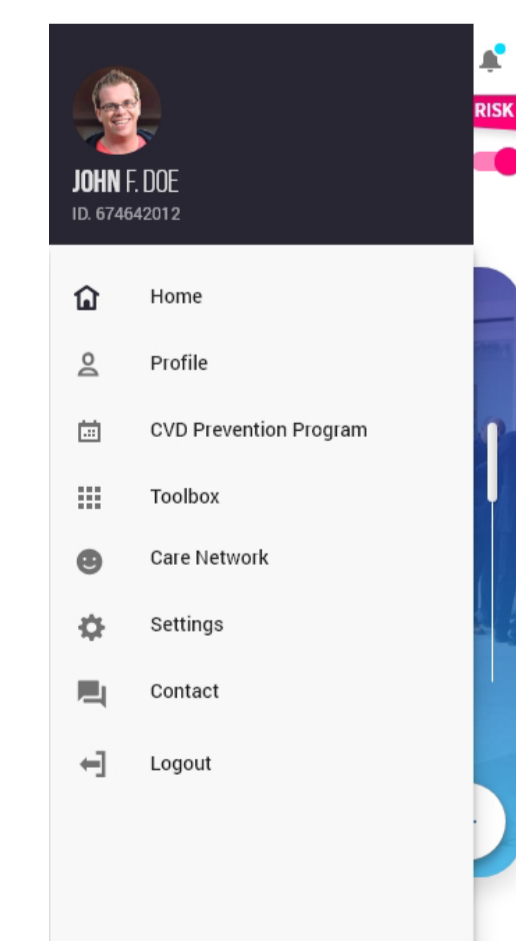 RISK
JOHN F. DOE
ID. 674642012
Home
Profile
CVD Prevention Program
Toolbox
Care Network
Settings
Contact
Logout